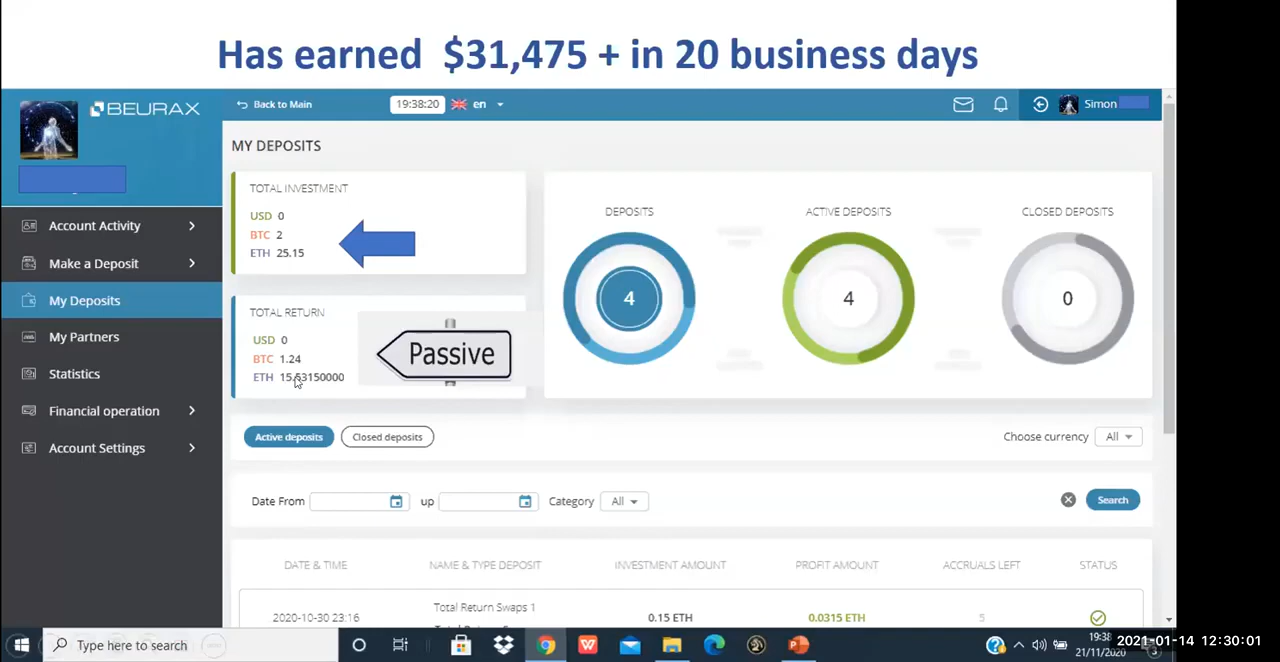 Has earned $31,475 + in 20 business days
BEURAX
Back to Main
19:38:20
en
Simon
MY DEPOSITS
TOTAL INVESTMENT
USD 0
BTC 2
ETH 25.15
TOTAL RETURN
USD 0
BTC 1.24
ETH 15.53150000
Passive
DEPOSITS
ACTIVE DEPOSITS
CLOSED DEPOSITS
4
4
0
Account Activity
Make a Deposit
My Deposits
My Partners
Statistics
Financial operation
Account Settings
Active deposits
Closed deposits
Choose currency
All
Date From
up
Category
All
Search
DATE & TIME
NAME & TYPE DEPOSIT
INVESTMENT AMOUNT
PROFIT AMOUNT
ACCRUALS LEFT
STATUS
2020-10-30 23:16
Total Return Swaps 1
0.15 ETH
0.0315 ETH
5
Type here to search
19:38
21/11/2020
2021-01-14 12:30:01